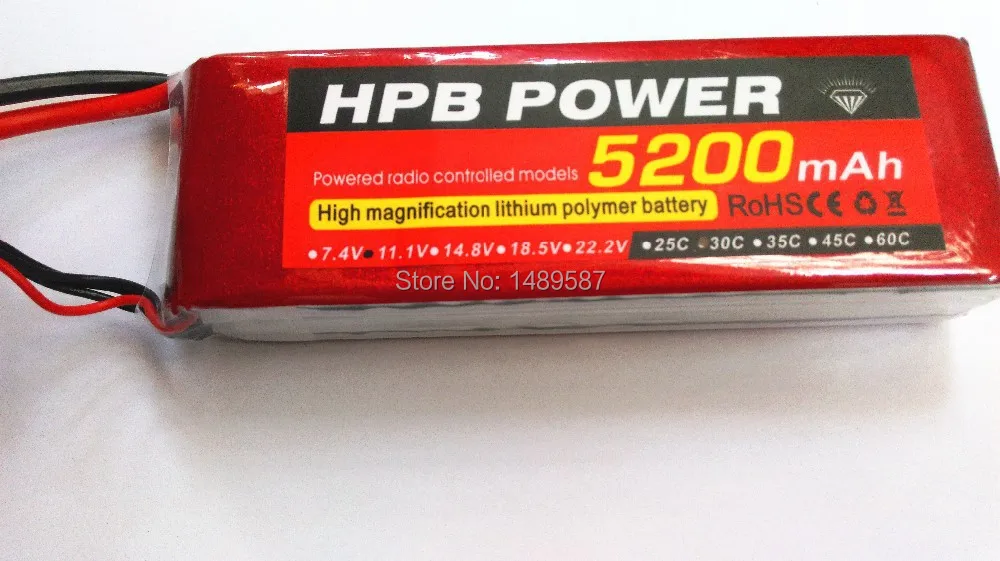 HPB POWER
Powered radio controlled models 5200mAh
High magnification lithium polymer battery RoHS CE
•7.4V•11.1V•14.8V•18.5V•22.2V •25C •30C •35C •45C •60C
Store No: 1489587